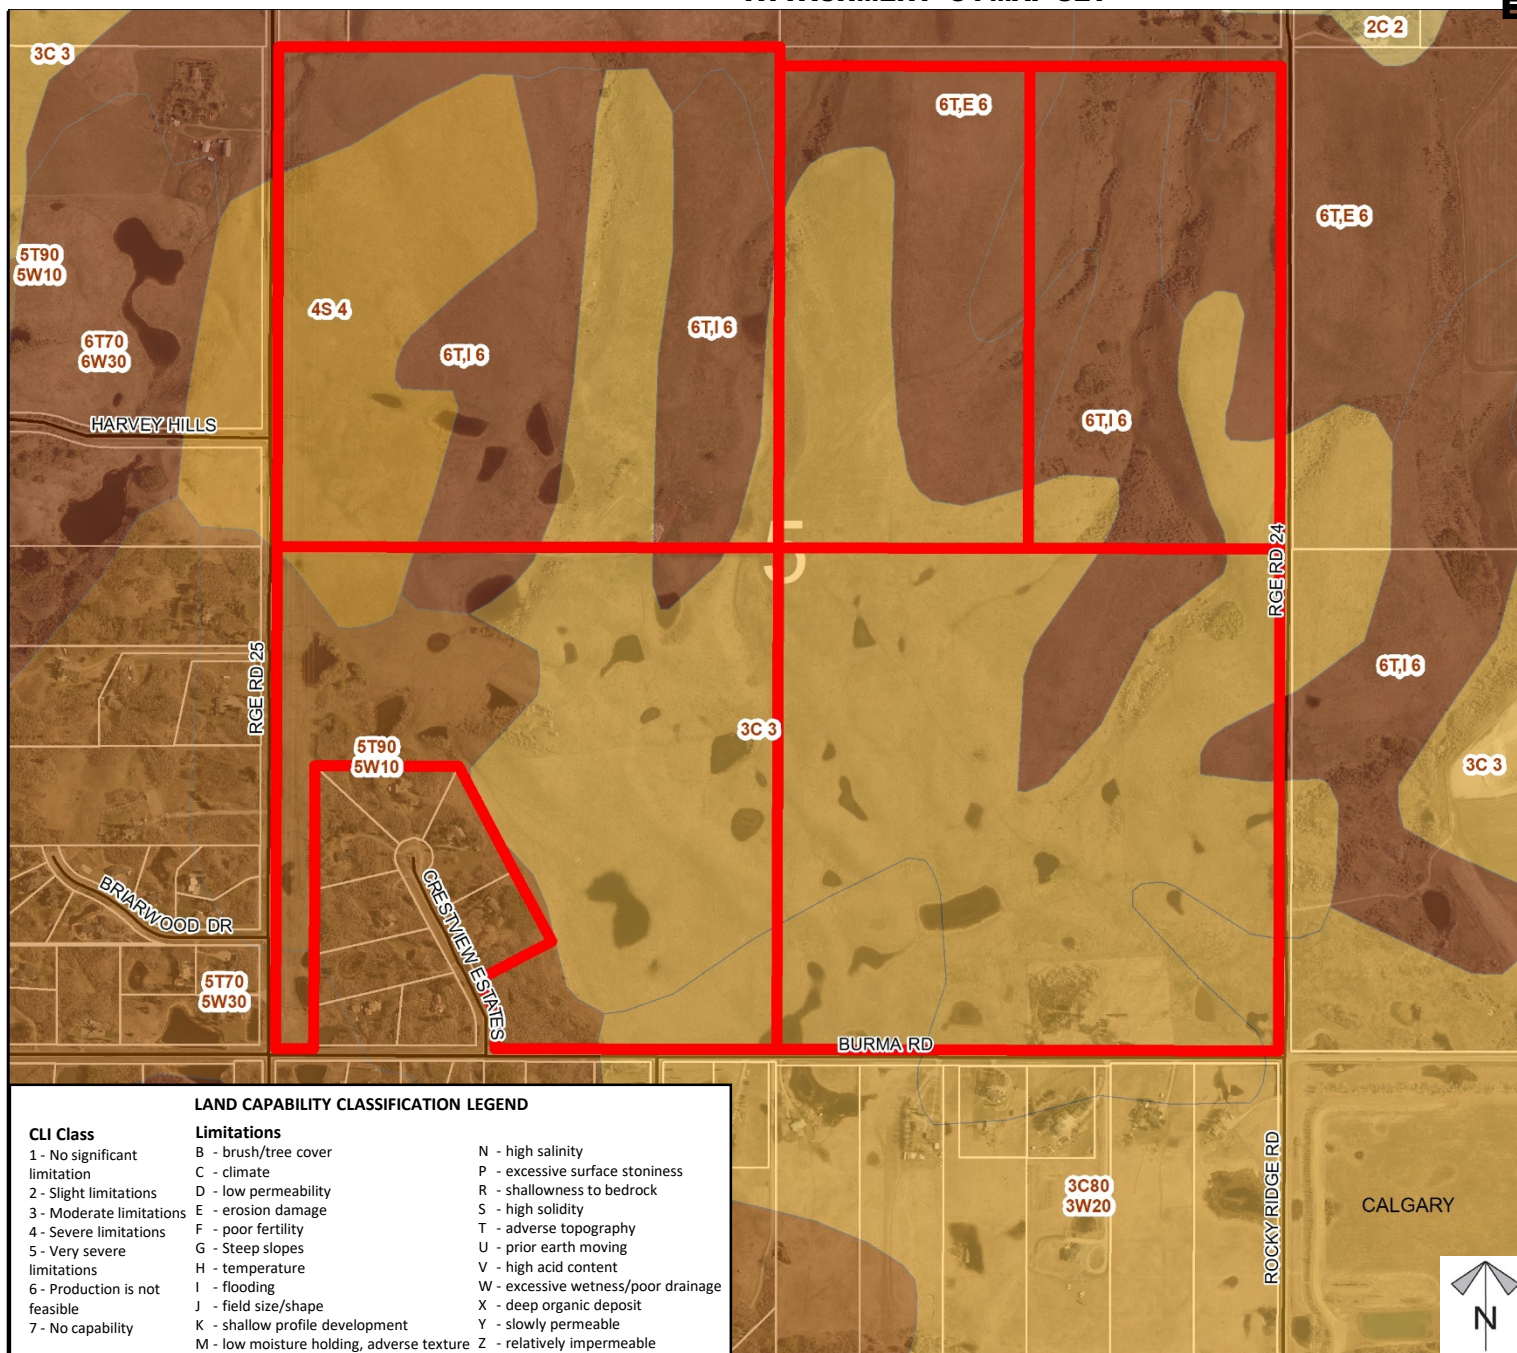 3C 3
2C 2
6T,E 6
6T,E 6
5T90
5W10
4S 4
6T,I 6
6T,I 6
6T70
6W30
HARVEY HILLS
6T,I 6
5
RGE RD 24
RGE RD 25
6T,I 6
3C 3
5T90
5W10
3C 3
BRIARWOOD DR
CRESTVIEW ESTATES
5T70
5W30
BURMA RD
ROCKY RIDGE RD
3C80
3W20
CALGARY
N
LAND CAPABILITY CLASSIFICATION LEGEND
CLI Class
1 - No significant
limitation
2 - Slight limitations
3 - Moderate limitations
4 - Severe limitations
5 - Very severe
limitations
6 - Production is not
feasible
7 - No capability
Limitations
B - brush/tree cover
C - climate
D - low permeability
E - erosion damage
F - poor fertility
G - Steep slopes
H - temperature
I - flooding
J - field size/shape
K - shallow profile development
M - low moisture holding, adverse texture
N - high salinity
P - excessive surface stoniness
R - shallowness to bedrock
S - high solidity
T - adverse topography
U - prior earth moving
V - high acid content
W - excessive wetness/poor drainage
X - deep organic deposit
Y - slowly permeable
Z - relatively impermeable